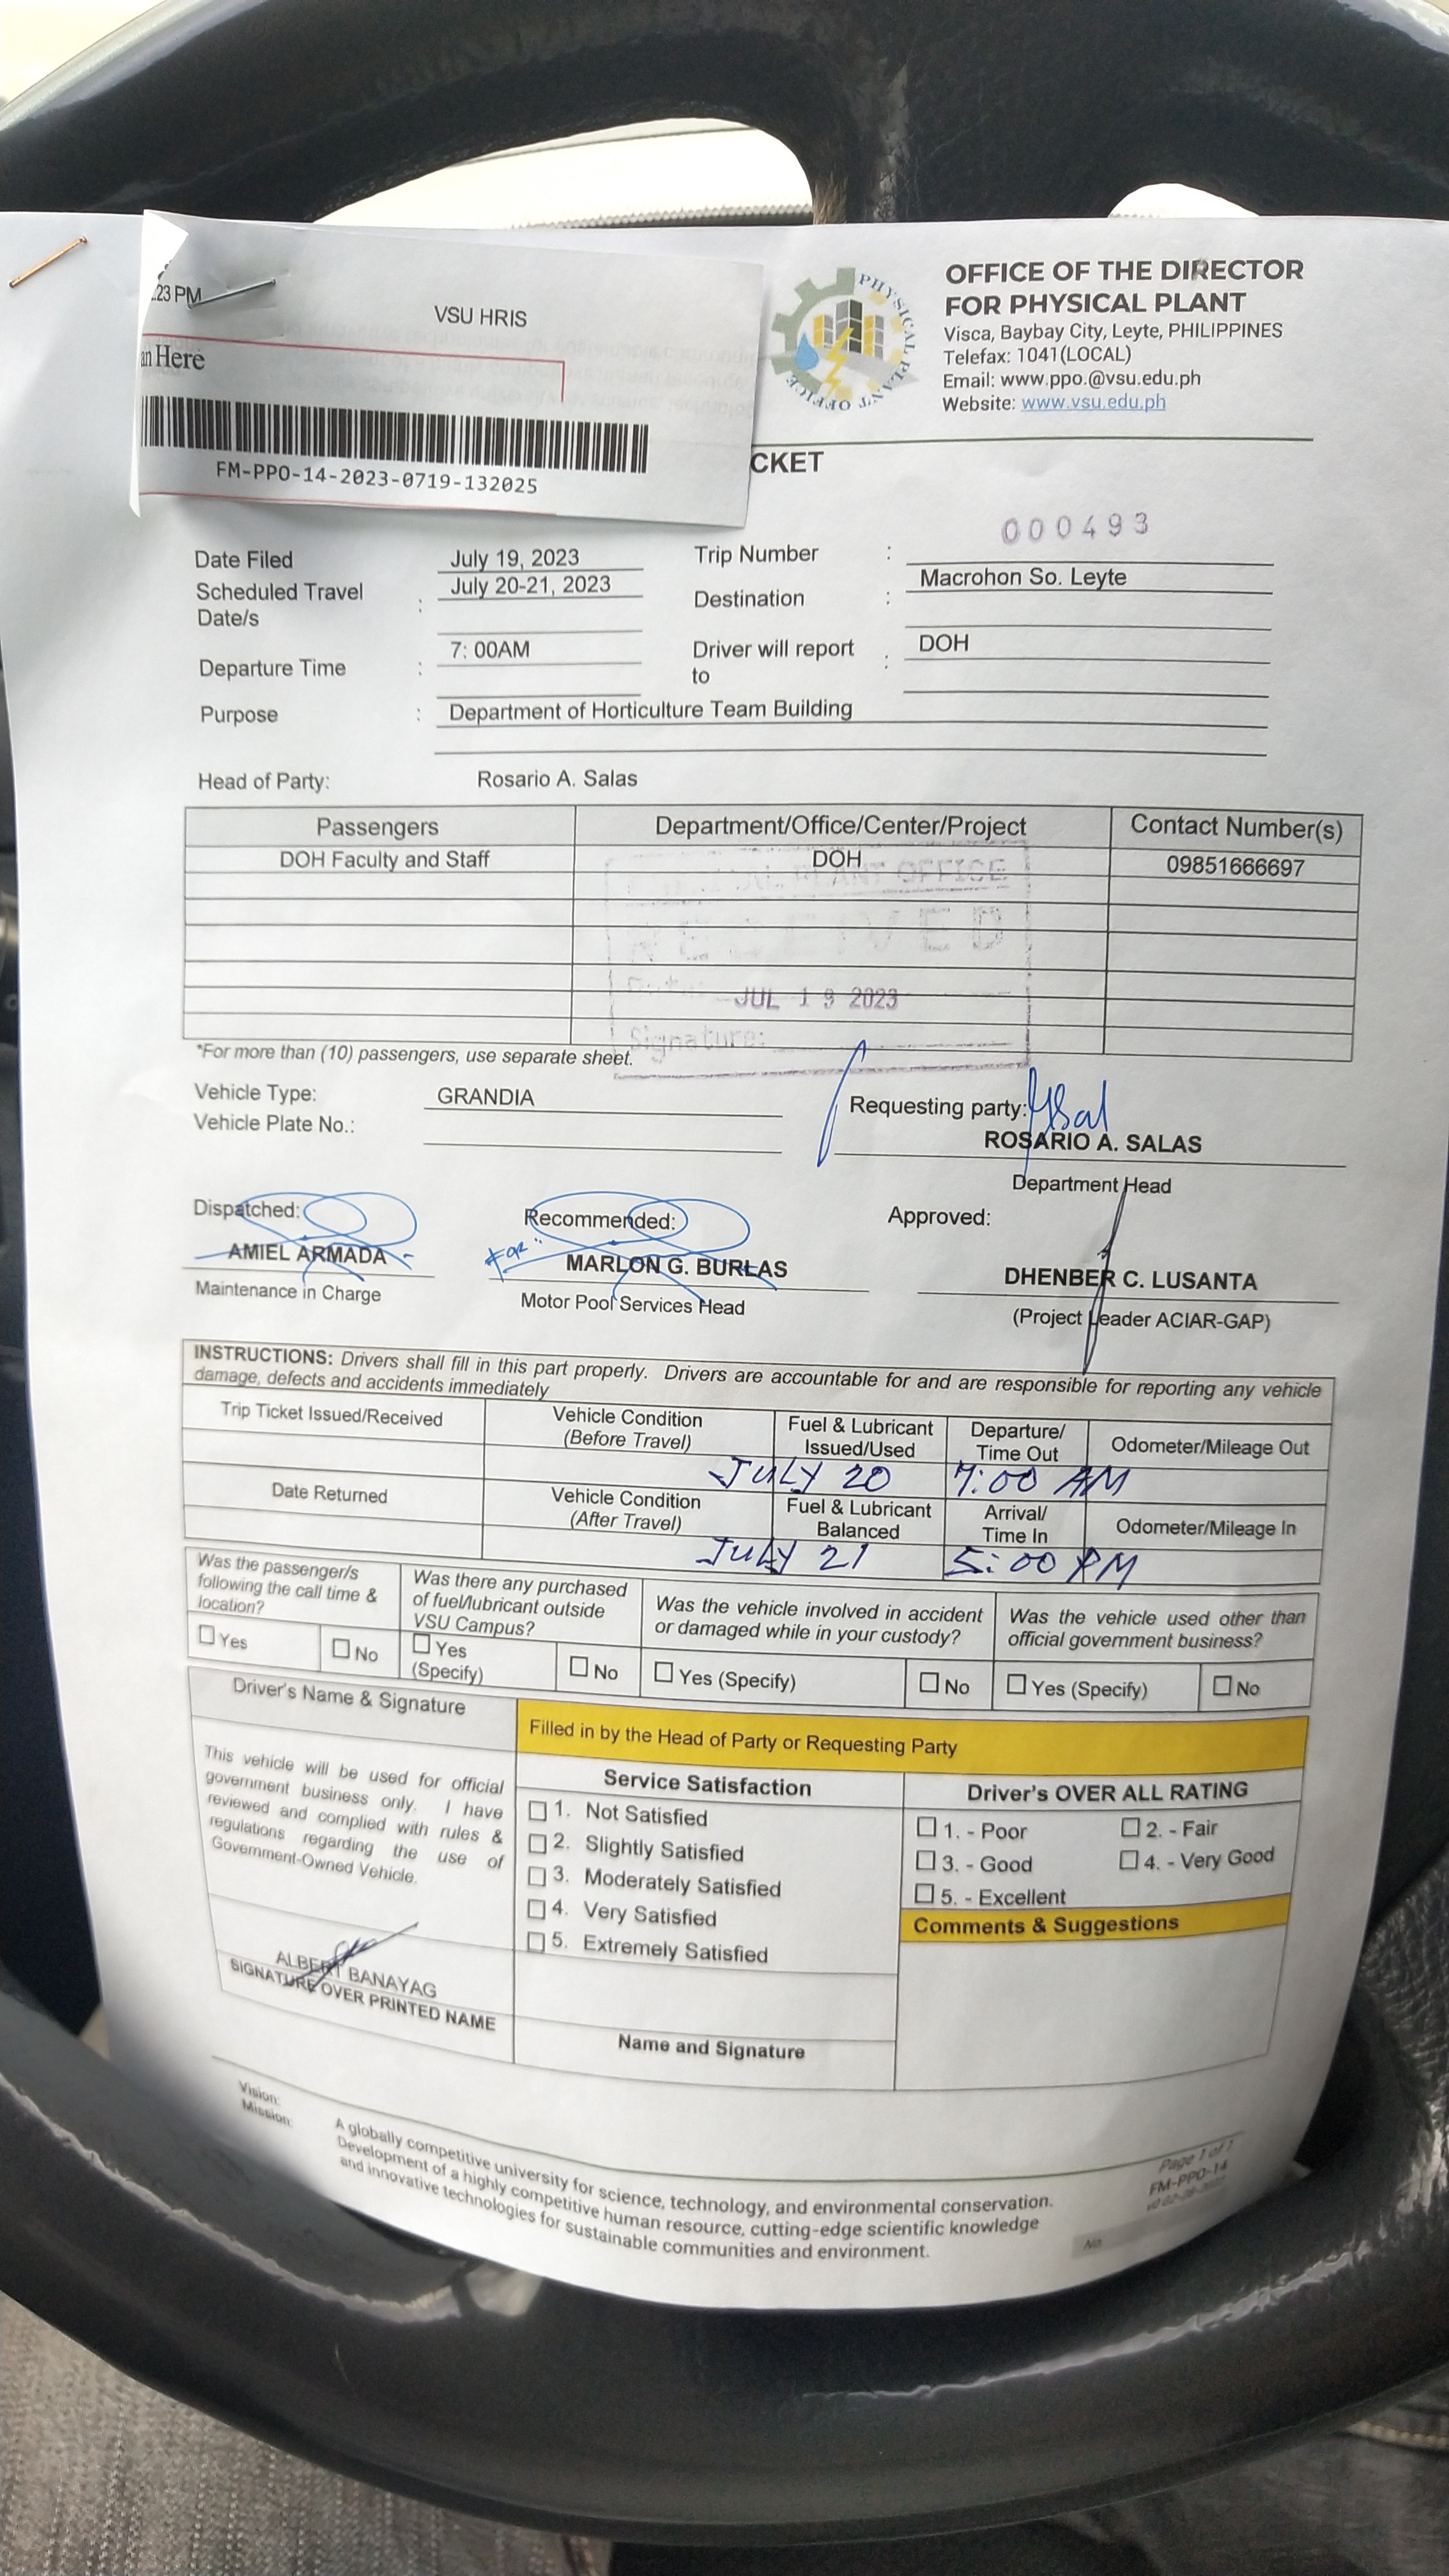 23 PM
VSU HRIS
an Here
FM-PPO-14-2023-0719-132025
PHYSICAL PLANT OFFICE
OFFICE OF THE DIRECTOR
FOR PHYSICAL PLANT
Visca, Baybay City, Leyte, PHILIPPINES
Telefax: 1041(LOCAL)
Email: www.ppo.@vsu.edu.ph
Website: www.vsu.edu.ph
CKET
Date Filed July 19, 2023 Trip Number : 000493
Scheduled Travel Date/s : July 20-21, 2023 Destination : Macrohon So. Leyte
Departure Time : 7: 00AM Driver will report to : DOH
Purpose : Department of Horticulture Team Building
Head of Party: Rosario A. Salas
Passengers Department/Office/Center/Project Contact Number(s)
DOH Faculty and Staff DOH 09851666697
PLANT OFFICE
RECEIVED
JUL 19 2023
Signature:
*For more than (10) passengers, use separate sheet.
Vehicle Type: GRANDIA
Vehicle Plate No.:
Requesting party:
ROSARIO A. SALAS
Department Head
Dispatched: Recommended: Approved:
AMIEL ARMADA For: MARLON G. BURLAS DHENBER C. LUSANTA
Maintenance in Charge Motor Pool Services Head (Project Leader ACIAR-GAP)
INSTRUCTIONS: Drivers shall fill in this part properly. Drivers are accountable for and are responsible for reporting any vehicle
damage, defects and accidents immediately
Trip Ticket Issued/Received Vehicle Condition (Before Travel) Fuel & Lubricant Issued/Used Departure/ Time Out Odometer/Mileage Out
JULY 20 7:00 AM
Date Returned Vehicle Condition (After Travel) Fuel & Lubricant Balanced Arrival/ Time In Odometer/Mileage In
JULY 21 5:00 PM
Was the passenger/s following the call time & location?
Yes No
Was there any purchased of fuel/lubricant outside VSU Campus?
Yes (Specify) No
Was the vehicle involved in accident or damaged while in your custody?
Yes (Specify) No
Was the vehicle used other than official government business?
Yes (Specify) No
Driver's Name & Signature
This vehicle will be used for official
government business only. I have
reviewed and complied with rules &
regulations regarding the use of
Government-Owned Vehicle.
ALBERT BANAYAG
SIGNATURE OVER PRINTED NAME
Filled in by the Head of Party or Requesting Party
Service Satisfaction
1. Not Satisfied
2. Slightly Satisfied
3. Moderately Satisfied
4. Very Satisfied
5. Extremely Satisfied
Name and Signature
Driver's OVER ALL RATING
1. - Poor 2. - Fair
3. - Good 4. - Very Good
5. - Excellent
Comments & Suggestions
Vision:
Mission:
A globally competitive university for science, technology, and environmental conservation.
Development of a highly competitive human resource, cutting-edge scientific knowledge
and innovative technologies for sustainable communities and environment.
Page 1 of 1
FM-PPO-14
No.